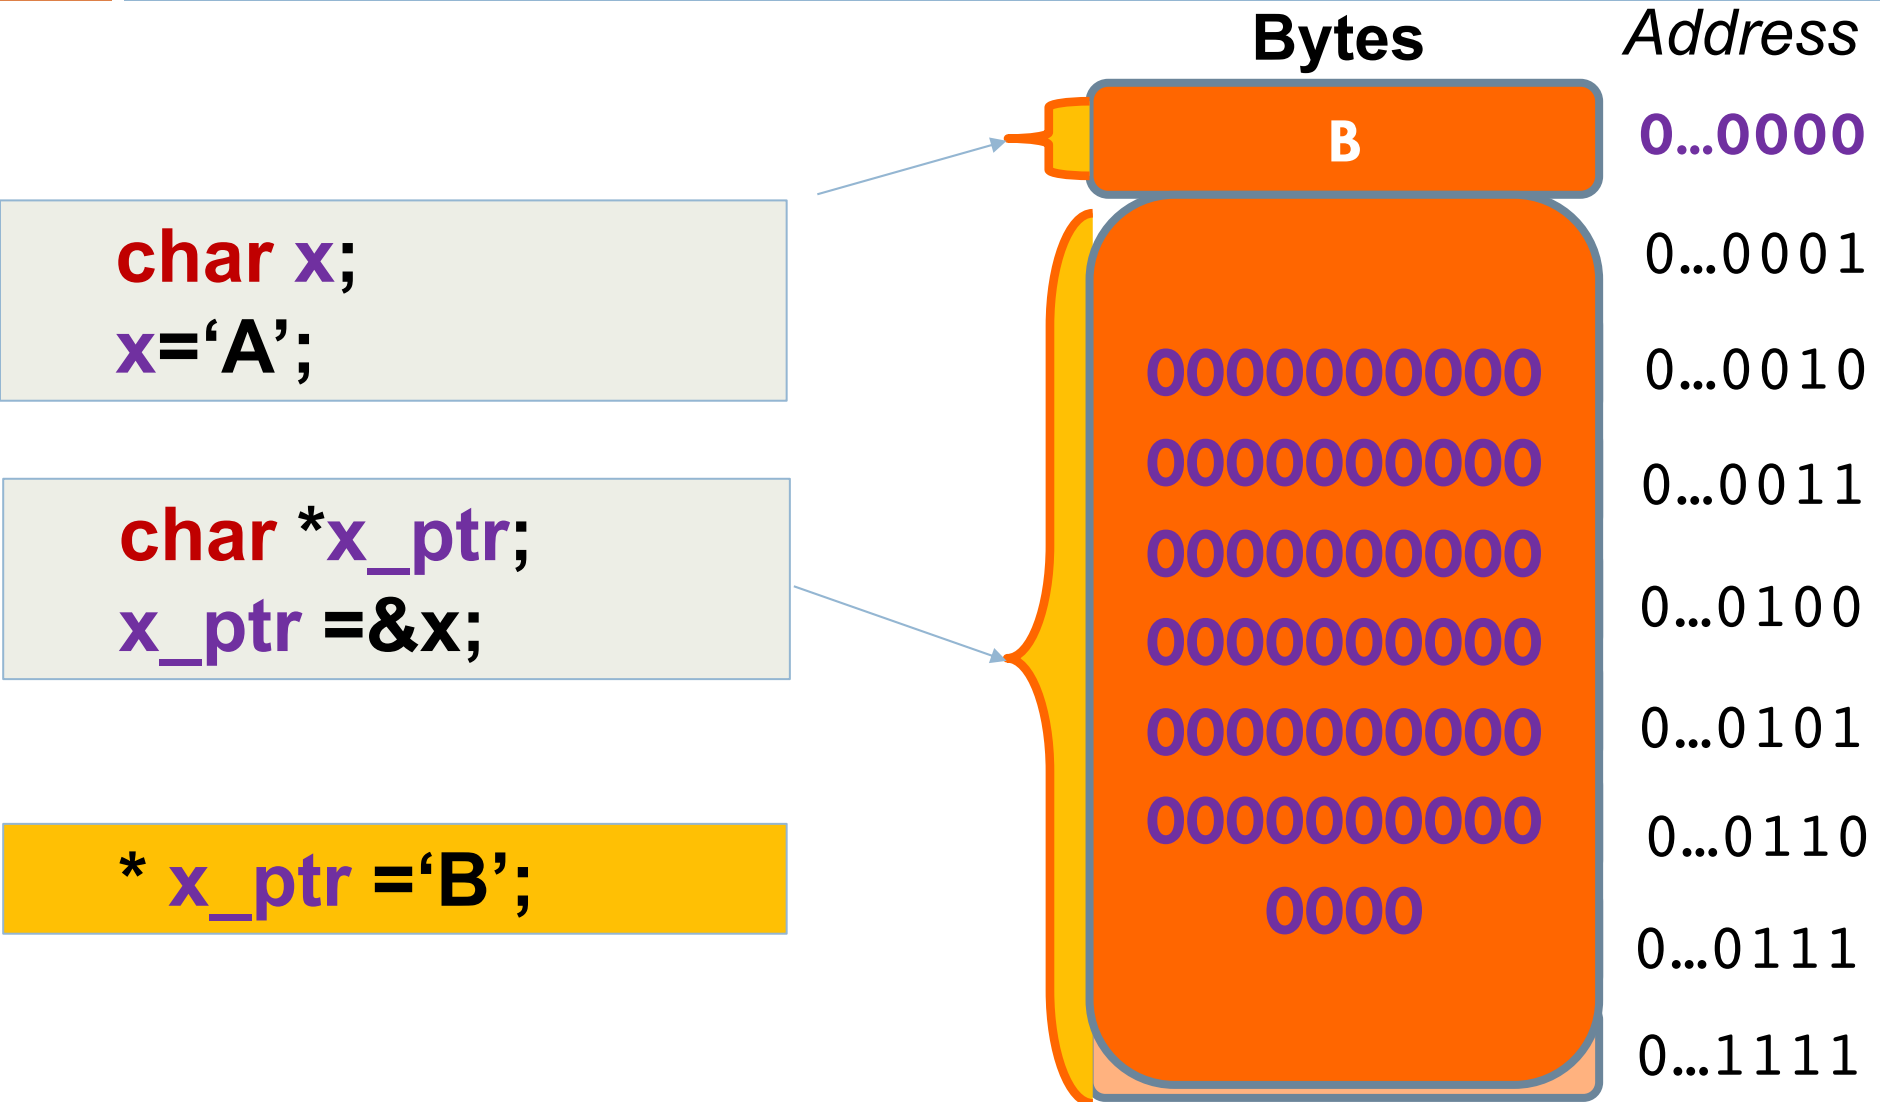 Bytes
Address
B
0...0000
char x;
x=‘A’;
0...0001
0000000000
0...0010
0000000000
0...0011
char *x_ptr;
x_ptr =&x;
0000000000
0...0100
0000000000
0000000000
0...0101
0000000000
0...0110
* x_ptr =‘B’;
0000
0...0111
0...1111